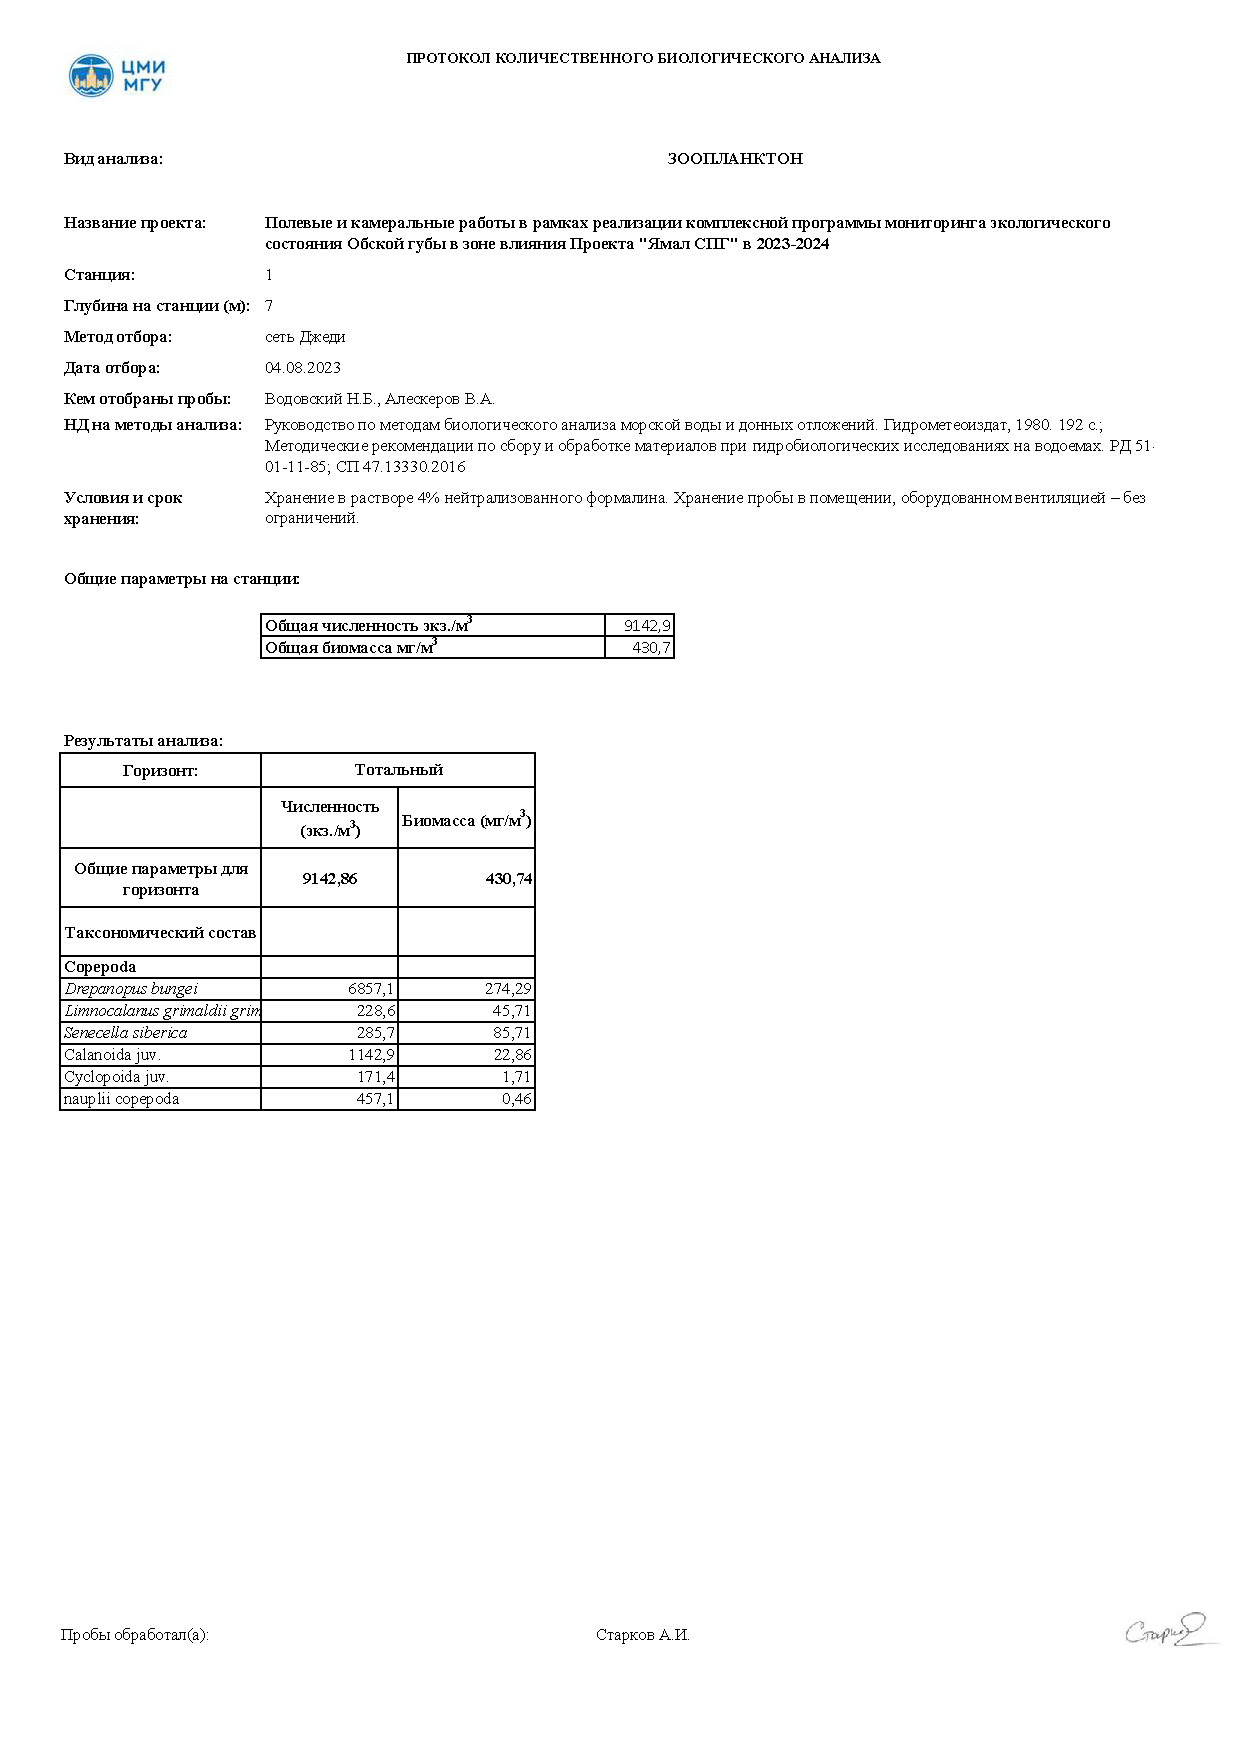 ЦМИ
МГУ
ПРОТОКОЛ КОЛИЧЕСТВЕННОГО БИОЛОГИЧЕСКОГО АНАЛИЗА
Вид анализа: ЗООПЛАНКТОН
Название проекта: Полевые и камеральные работы в рамках реализации комплексной программы мониторинга экологического
состояния Обской губы в зоне влияния Проекта "Ямал СПГ" в 2023-2024
Станция: 1
Глубина на станции (м): 7
Метод отбора: сеть Джеди
Дата отбора: 04.08.2023
Кем отобраны пробы: Водовский Н.Б., Алескеров В.А.
НД на методы анализа: Руководство по методам биологического анализа морской воды и донных отложений. Гидрометеоиздат, 1980. 192 с.;
Методические рекомендации по сбору и обработке материалов при гидробиологических исследованиях на водоемах. РД 51-
01-11-85; СП 47.13330.2016
Условия и срок хранения: Хранение в растворе 4% нейтрализованного формалина. Хранение пробы в помещении, оборудованном вентиляцией – без
ограничений.
Общие параметры на станции:
Общая численность экз./м3 9142,9
Общая биомасса мг/м3 430,7
Результаты анализа:
Горизонт: Тотальный
Численность (экз./м3) Биомасса (мг/м3)
Общие параметры для горизонта 9142,86 430,74
Таксономический состав
Copepoda
Drepanopus bungei 6857,1 274,29
Limnocalanus grimaldii grim 228,6 45,71
Senecella siberica 285,7 85,71
Calanoida juv. 1142,9 22,86
Cyclopoida juv. 171,4 1,71
nauplii copepoda 457,1 0,46
Пробы обработал(а): Старков А.И.